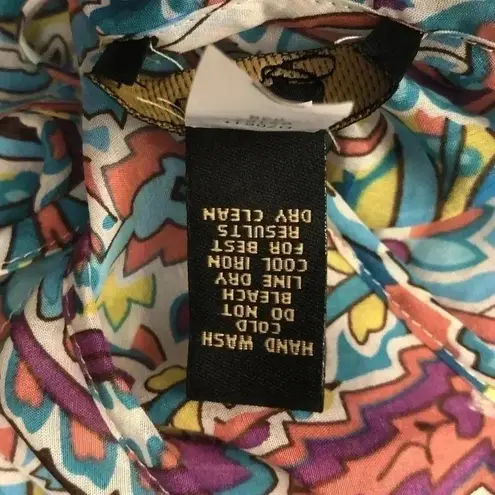 HAND WASH
COLD
DO NOT
BLEACH
LINE DRY
COOL IRON
FOR BEST
RESULTS
DRY CLEAN